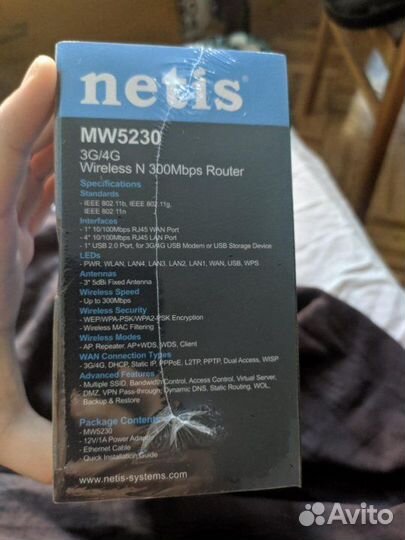 netis®
MW5230
3G/4G
Wireless N 300Mbps Router
Specifications
Standards
- IEEE 802.11b, IEEE 802.11g,
IEEE 802.11n
Interfaces
- 1* 10/100Mbps RJ45 WAN Port
- 4* 10/100Mbps RJ45 LAN Port
- 1* USB 2.0 Port, for 3G/4G USB Modem or USB Storage Device
LEDs
- PWR, WLAN, LAN4, LAN3, LAN2, LAN1, WAN, USB, WPS
Antennas
- 3* 5dBi Fixed Antenna
Wireless Speed
- Up to 300Mbps
Wireless Security
- WEP/WPA-PSK/WPA2-PSK Encryption
- Wireless MAC Filtering
Wireless Modes
- AP, Repeater, AP+WDS, WDS, Client
WAN Connection Types
- 3G/4G, DHCP, Static IP, PPPoE, L2TP, PPTP, Dual Access, WISP
Advanced Features
- Multiple SSID, Bandwidth Control, Access Control, Virtual Server,
DMZ, VPN Pass-through, Dynamic DNS, Static Routing, WOL,
Backup & Restore
Package Contents
- MW5230
- 12V/1A Power Adapter
- Ethernet Cable
- Quick Installation Guide
www.netis-systems.com
Avito